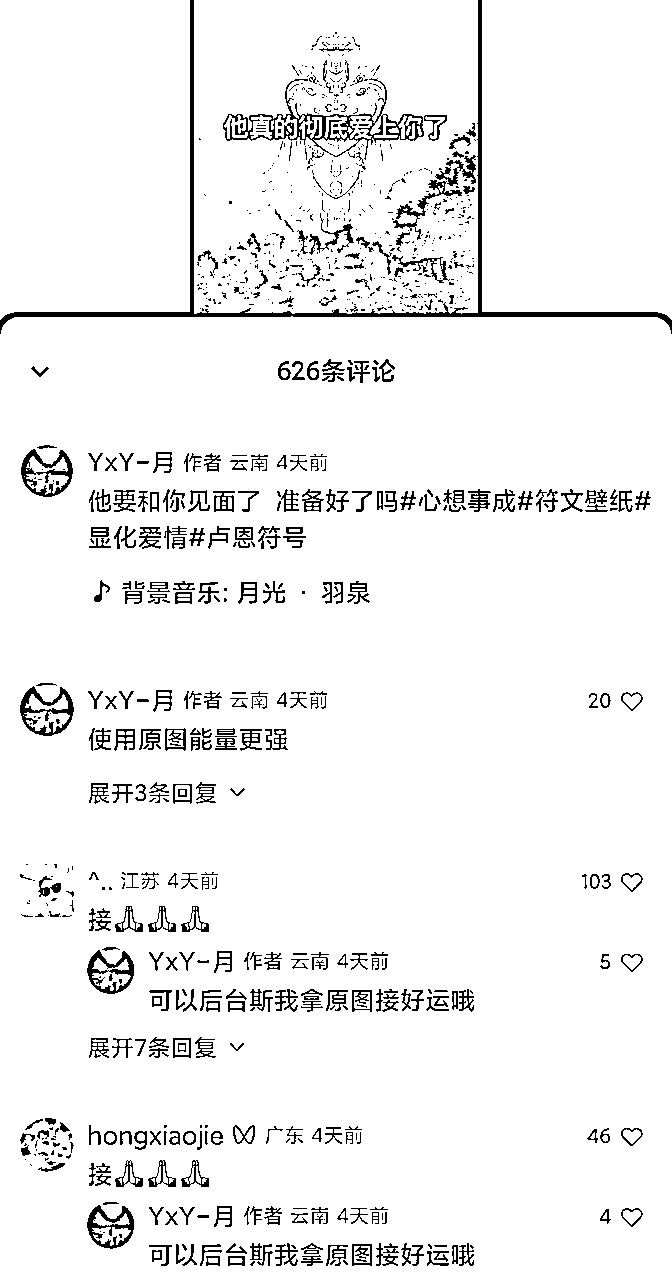 他真的彻底爱上你了
626条评论
YxY-月 作者 云南 4天前
他要和你见面了 准备好了吗#心想事成#符文壁纸#
显化爱情#卢恩符号
背景音乐: 月光 · 羽泉
YxY-月 作者 云南 4天前 20
使用原图能量更强
展开3条回复
^.. 江苏 4天前 103
接🙏🙏🙏
YxY-月 作者 云南 4天前 5
可以后台斯我拿原图接好运哦
展开7条回复
hongxiaojie 广东 4天前 46
接🙏🙏🙏
YxY-月 作者 云南 4天前 4
可以后台斯我拿原图接好运哦